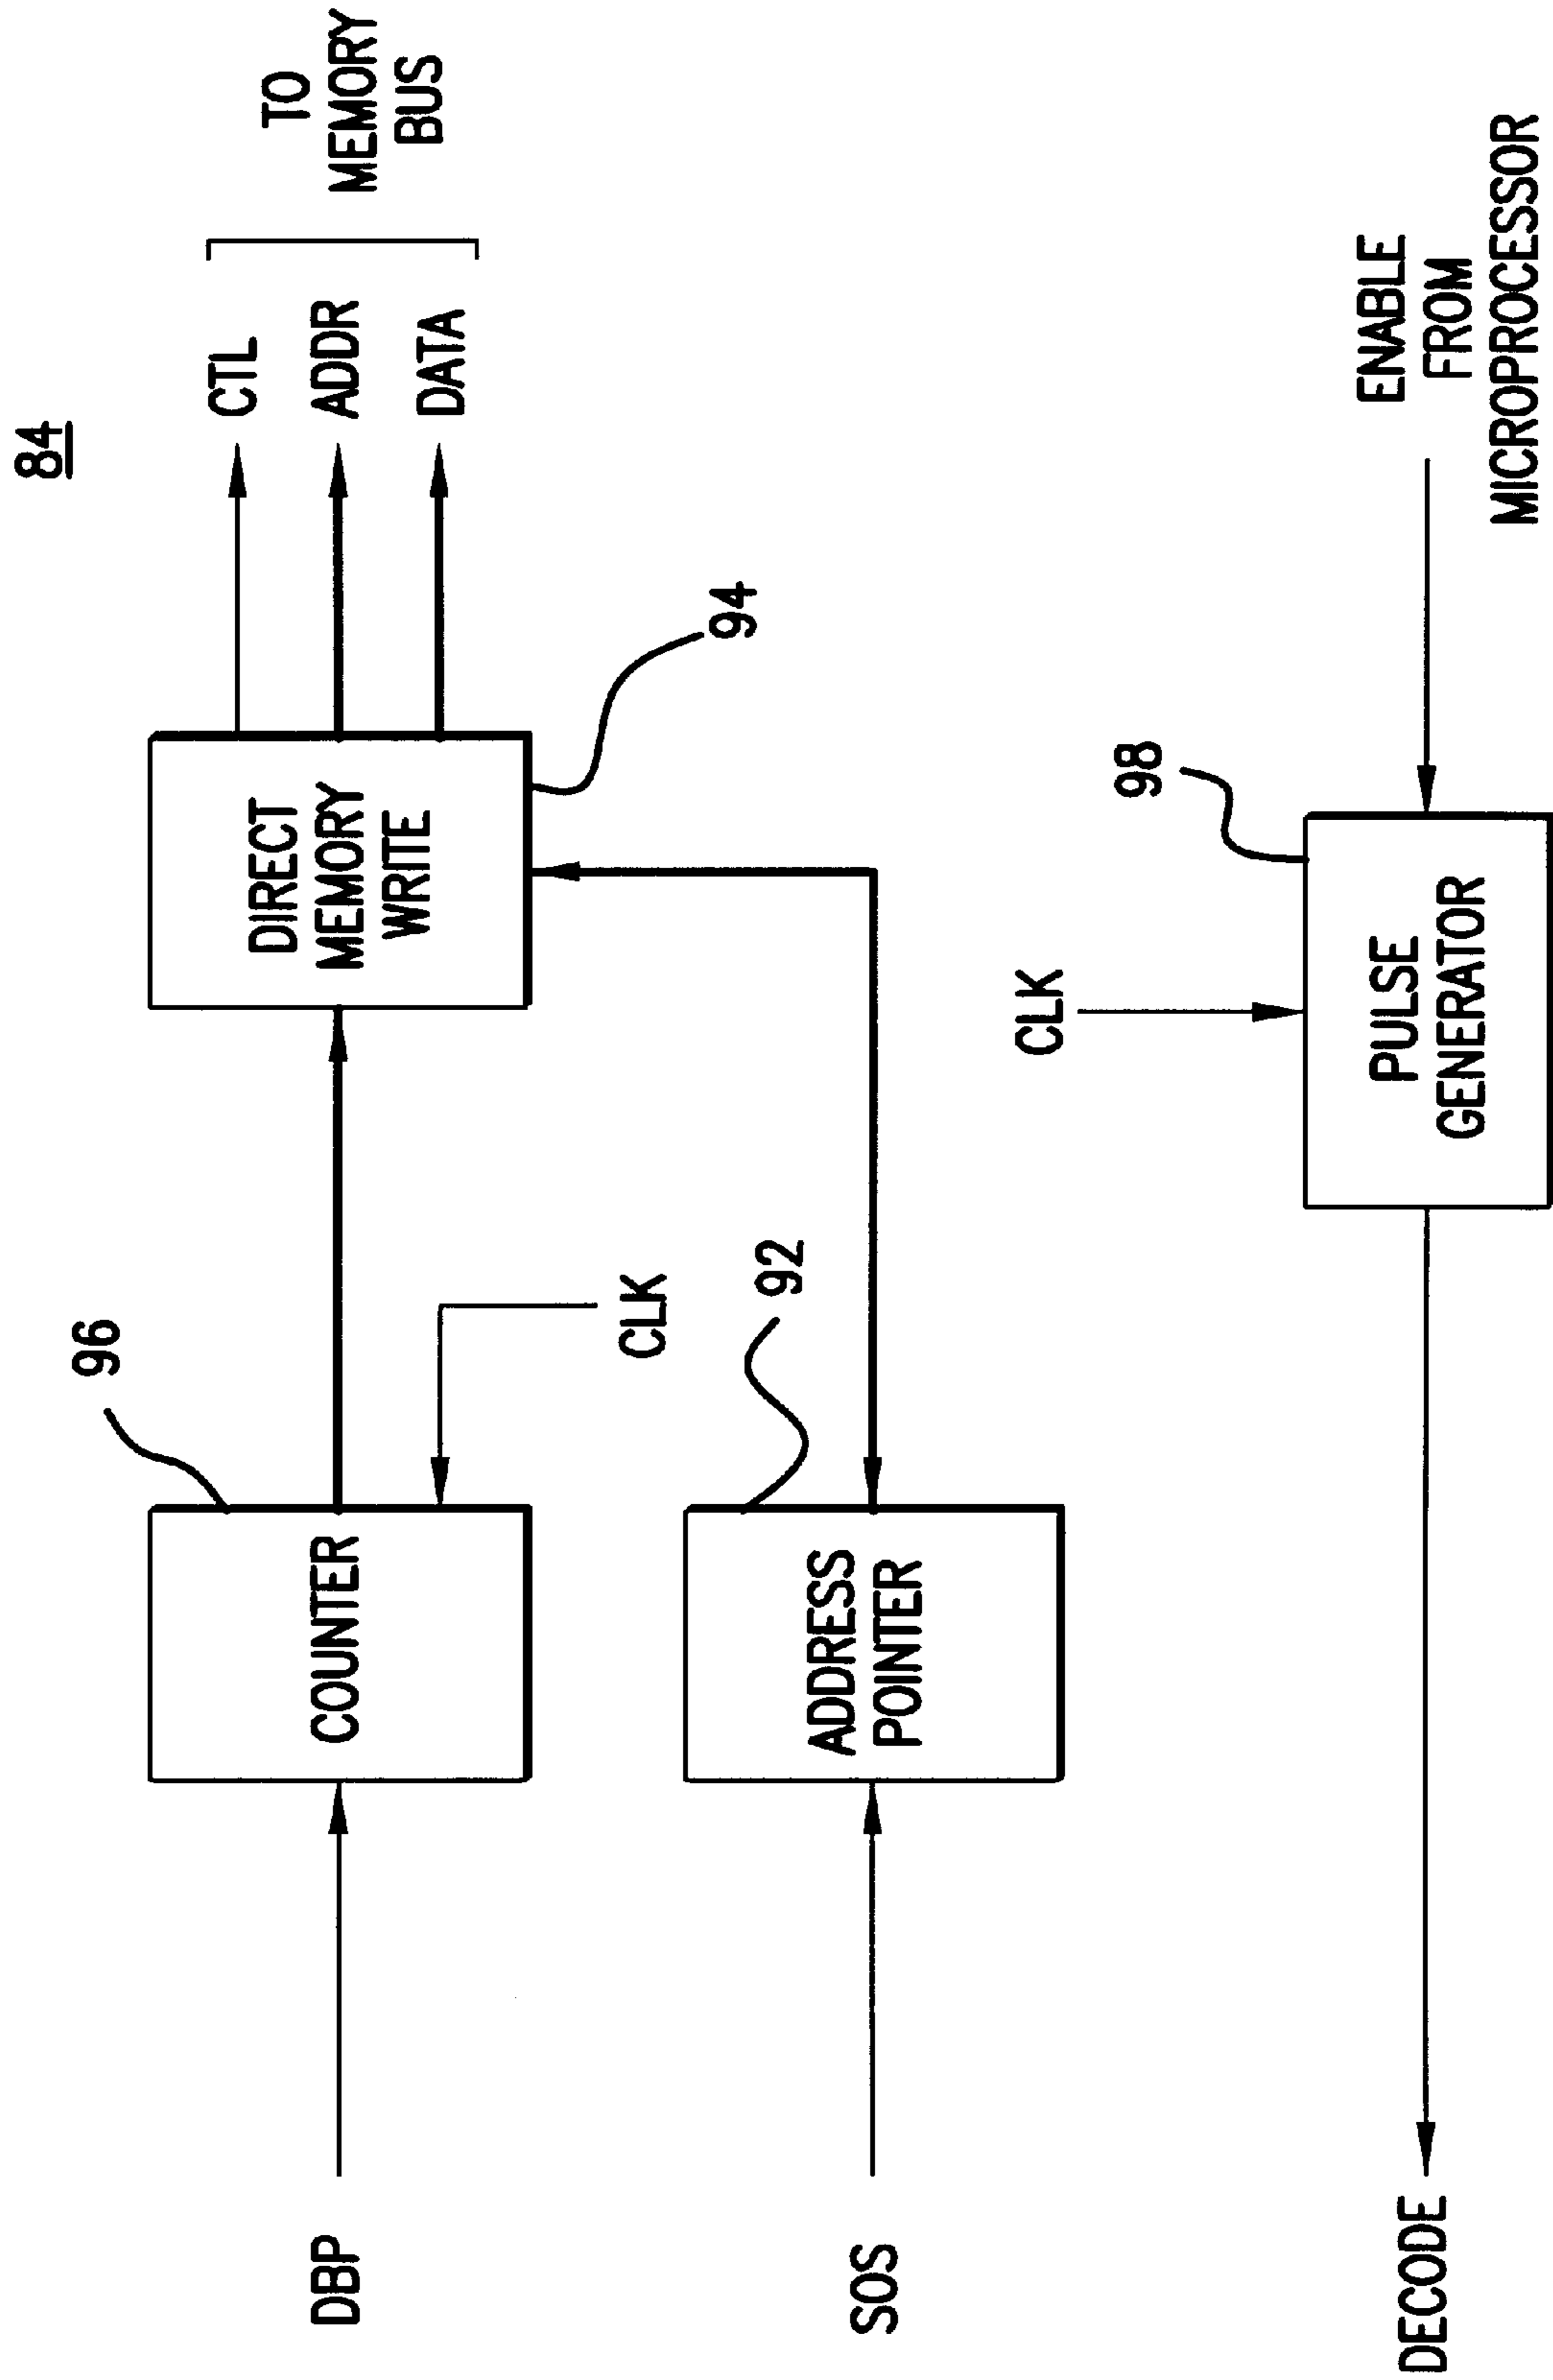 84
TO
MEMORY
BUS
CTL
ADDR
DATA
DIRECT
MEMORY
WRITE
94
96
COUNTER
CLK
DBP
92
ADDRESS
POINTER
SOS
CLK
98
PULSE
GENERATOR
ENABLE
FROM
MICROPROCESSOR
DECODE